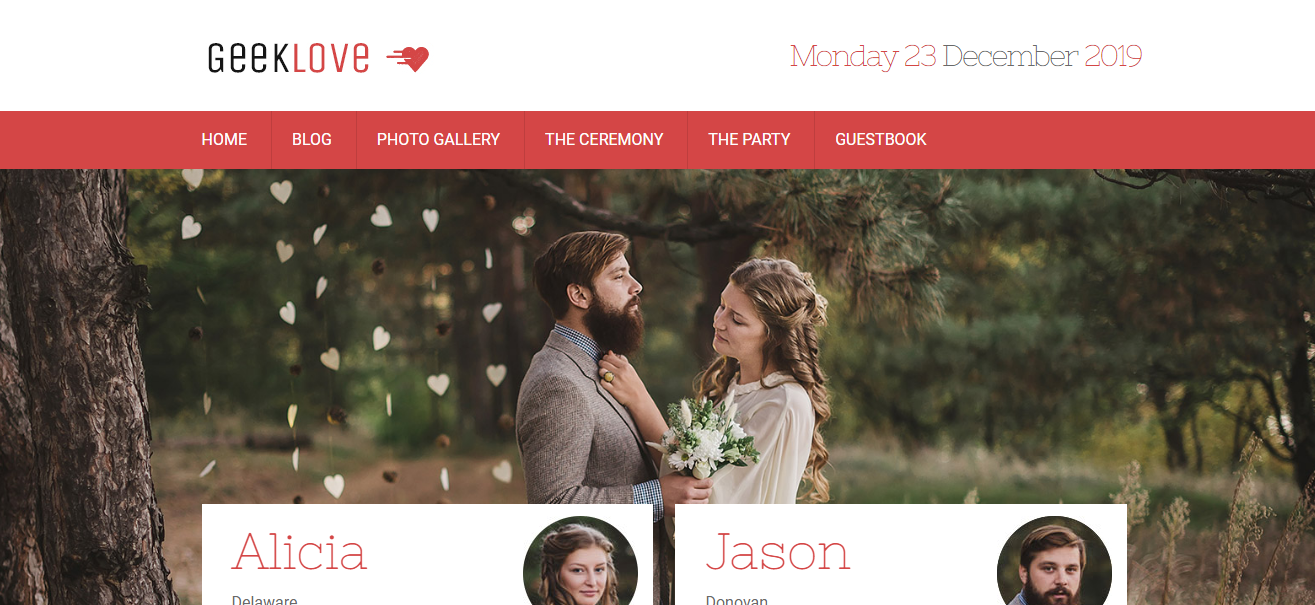 GEEKLOVE
Monday 23 December 2019
HOME BLOG PHOTO GALLERY THE CEREMONY THE PARTY GUESTBOOK
Alicia
Delaware
Jason
Donovan